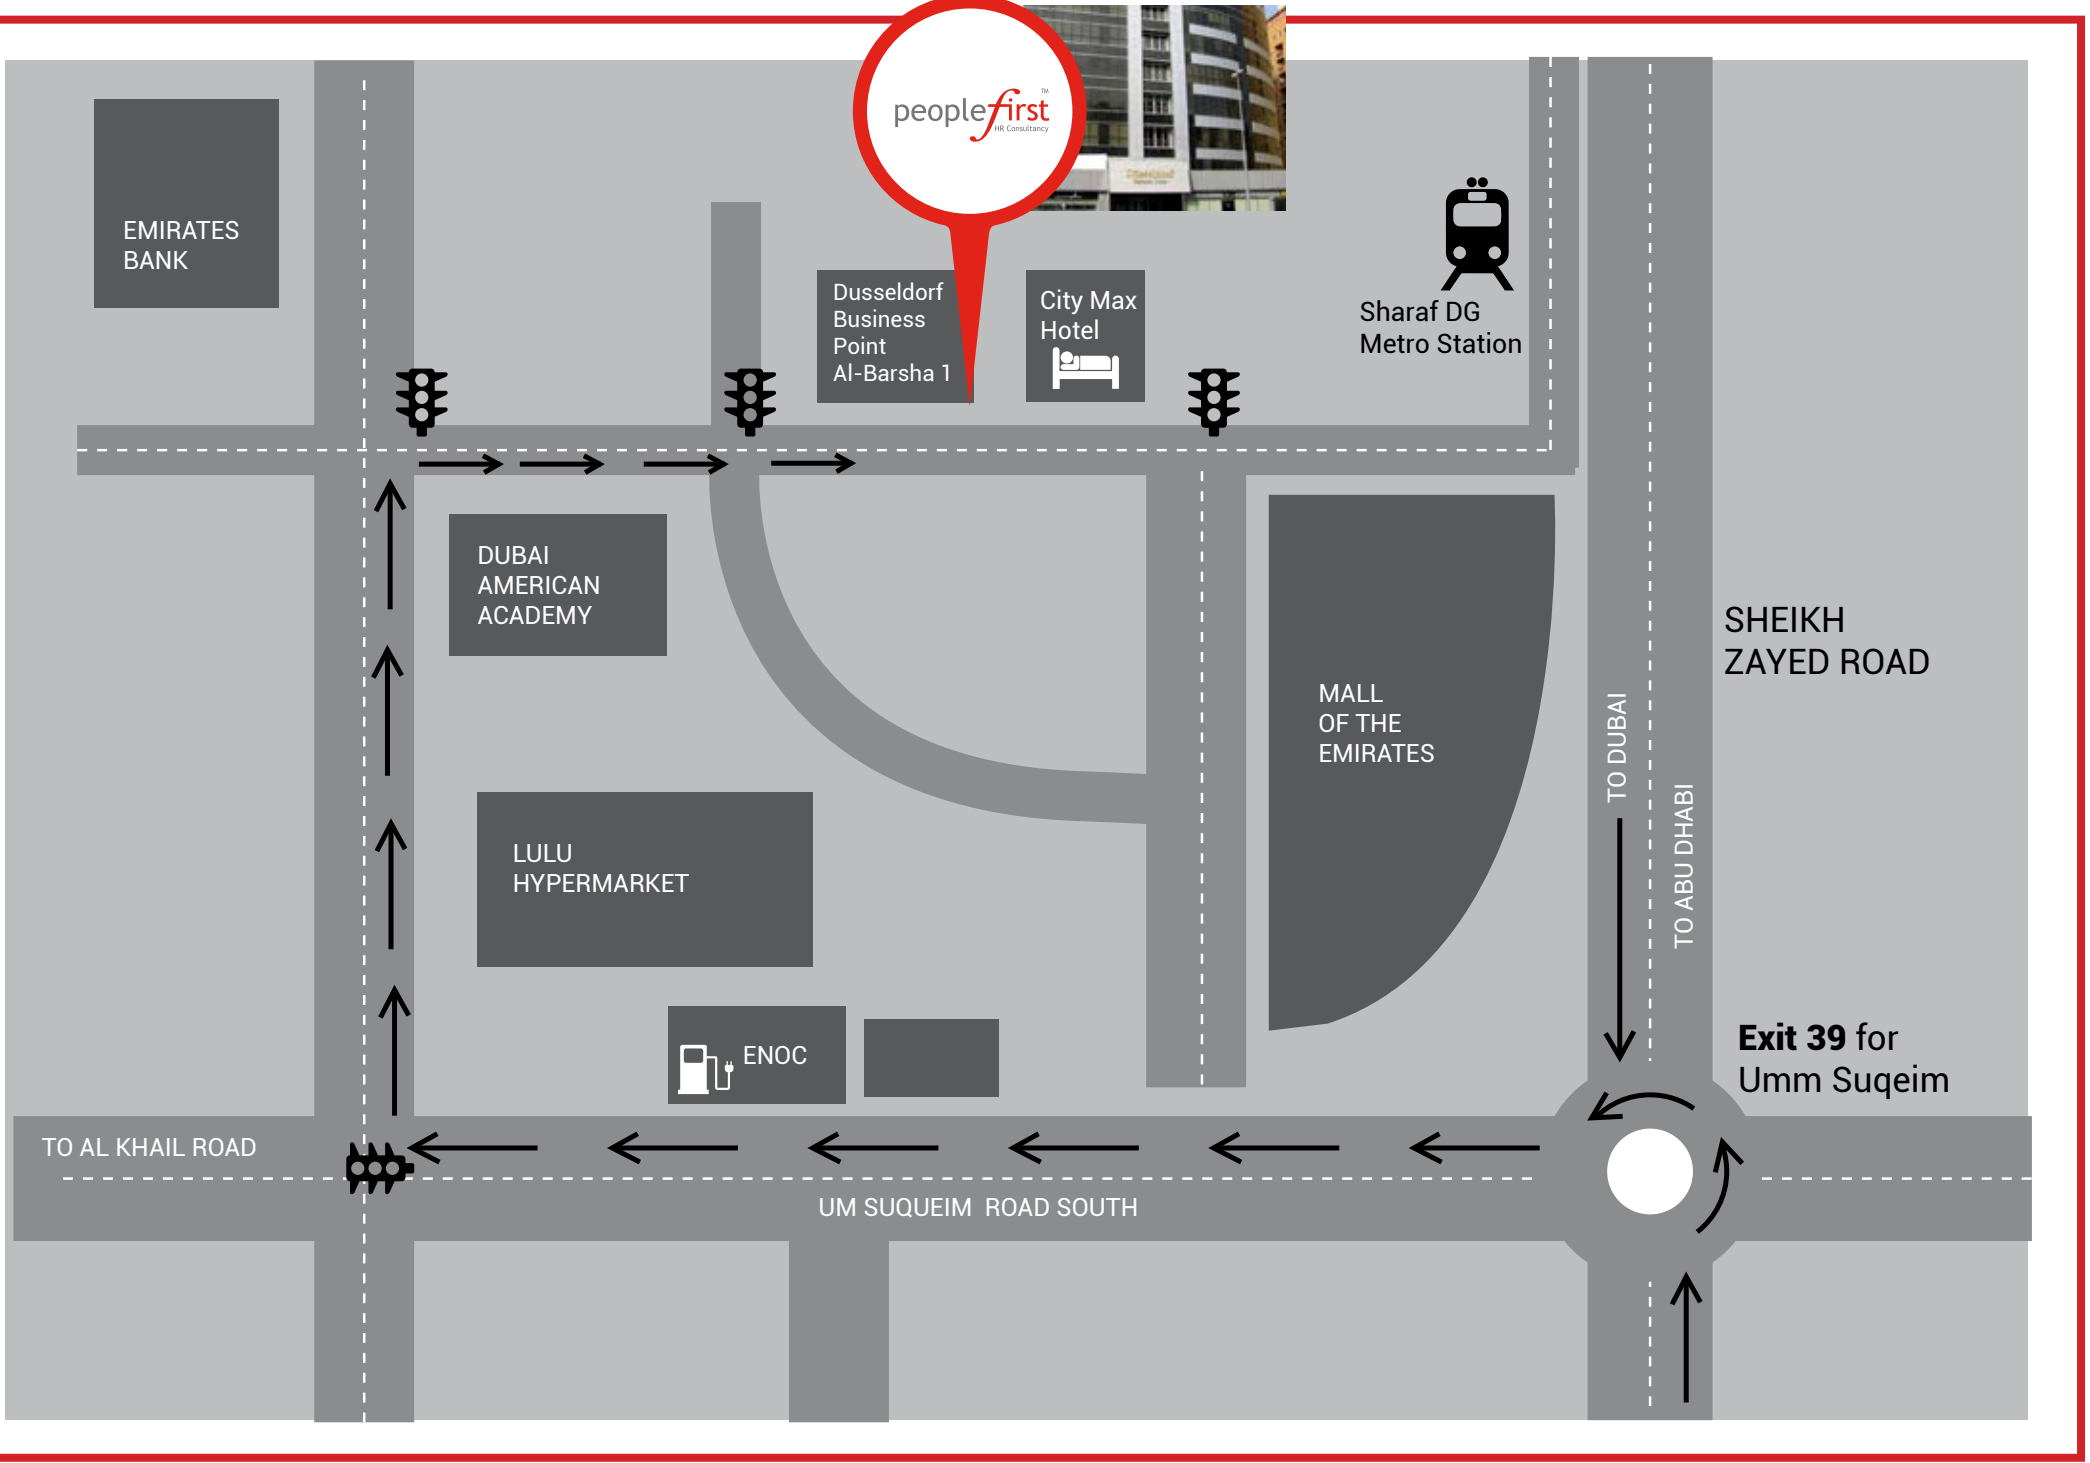 peoplefirst
TM
HR Consultancy
EMIRATES
BANK
Dusseldorf
Business
Point
Al-Barsha 1
City Max
Hotel
Sharaf DG
Metro Station
DUBAI
AMERICAN
ACADEMY
SHEIKH
ZAYED ROAD
MALL
OF THE
EMIRATES
TO DUBAI
TO ABU DHABI
LULU
HYPERMARKET
ENOC
Exit 39 for
Umm Suqeim
TO AL KHAIL ROAD
UM SUQUEIM ROAD SOUTH